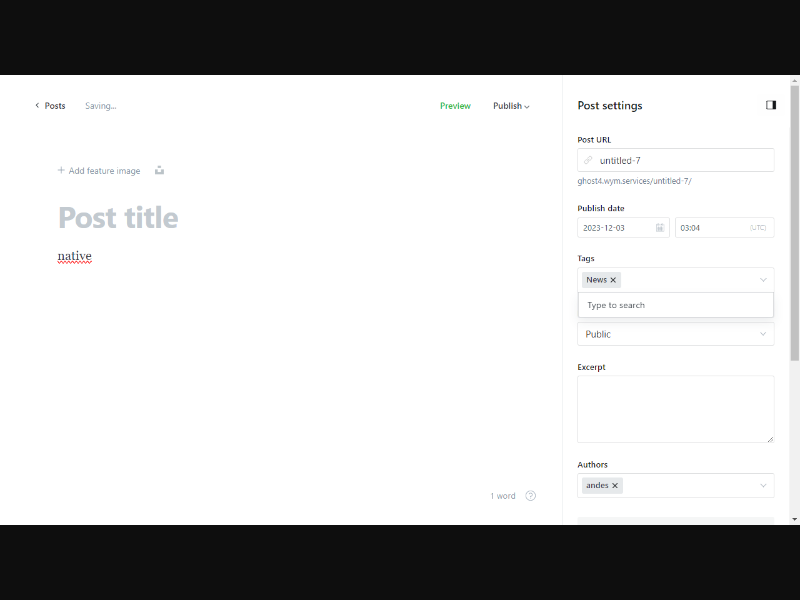 Posts
Saving...
Preview
Publish
Add feature image
Post title
native
1 word
?
Post settings
Post URL
untitled-7
ghost4.wym.services/untitled-7/
Publish date
2023-12-03
03:04
(UTC)
Tags
News ×
Type to search
Public
Excerpt
Authors
andes ×